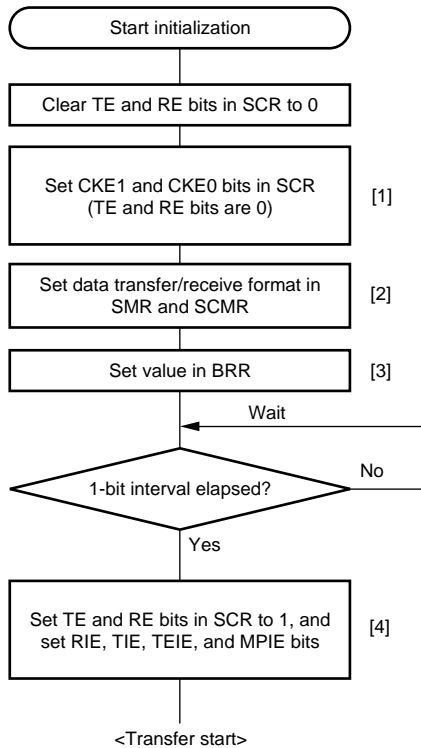 Start initialization
Clear TE and RE bits in SCR to 0
Set CKE1 and CKE0 bits in SCR
(TE and RE bits are 0)
[1]
Set data transfer/receive format in
SMR and SCMR
[2]
Set value in BRR
[3]
Wait
1-bit interval elapsed?
No
Yes
Set TE and RE bits in SCR to 1, and
set RIE, TIE, TEIE, and MPIE bits
[4]
<Transfer start>